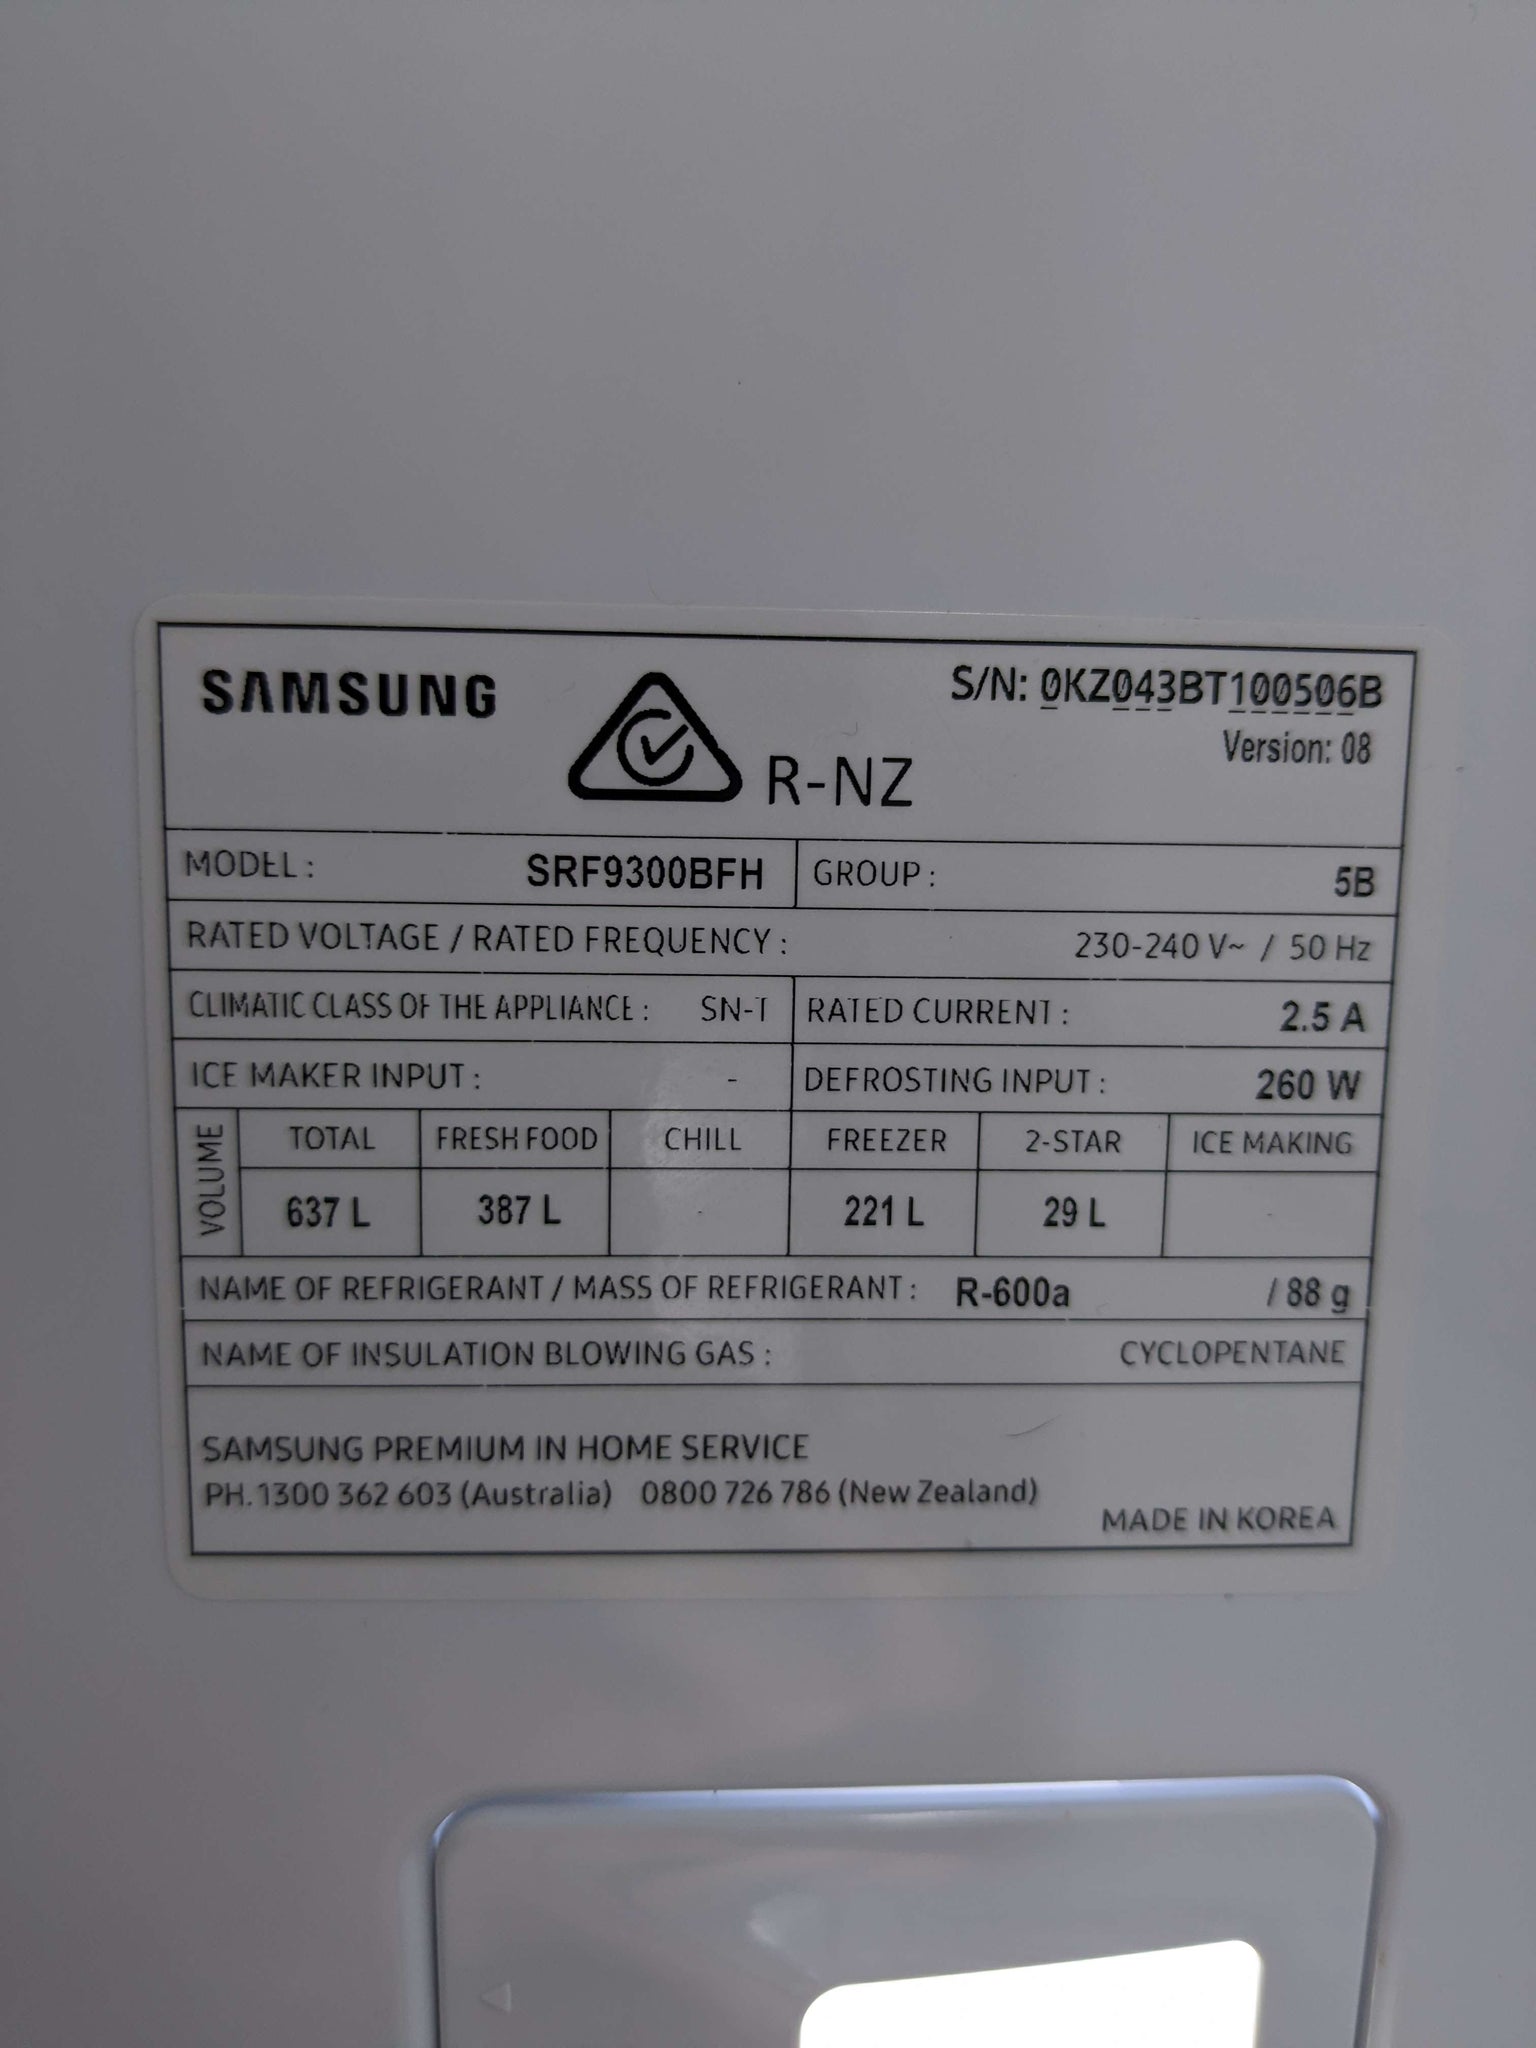 SAMSUNG
R-NZ
S/N: 0KZ043BT100506B
Version: 08
MODEL : SRF9300BFH GROUP : 5B
RATED VOLTAGE / RATED FREQUENCY : 230-240 V~ / 50 Hz
CLIMATIC CLASS OF THE APPLIANCE : SN-T RATED CURRENT : 2.5 A
ICE MAKER INPUT : - DEFROSTING INPUT : 260 W
VOLUME
TOTAL FRESH FOOD CHILL FREEZER 2-STAR ICE MAKING
637 L 387 L - 221 L 29 L -
NAME OF REFRIGERANT / MASS OF REFRIGERANT : R-600a / 88 g
NAME OF INSULATION BLOWING GAS : CYCLOPENTANE
SAMSUNG PREMIUM IN HOME SERVICE
PH. 1300 362 603 (Australia) 0800 726 786 (New Zealand)
MADE IN KOREA